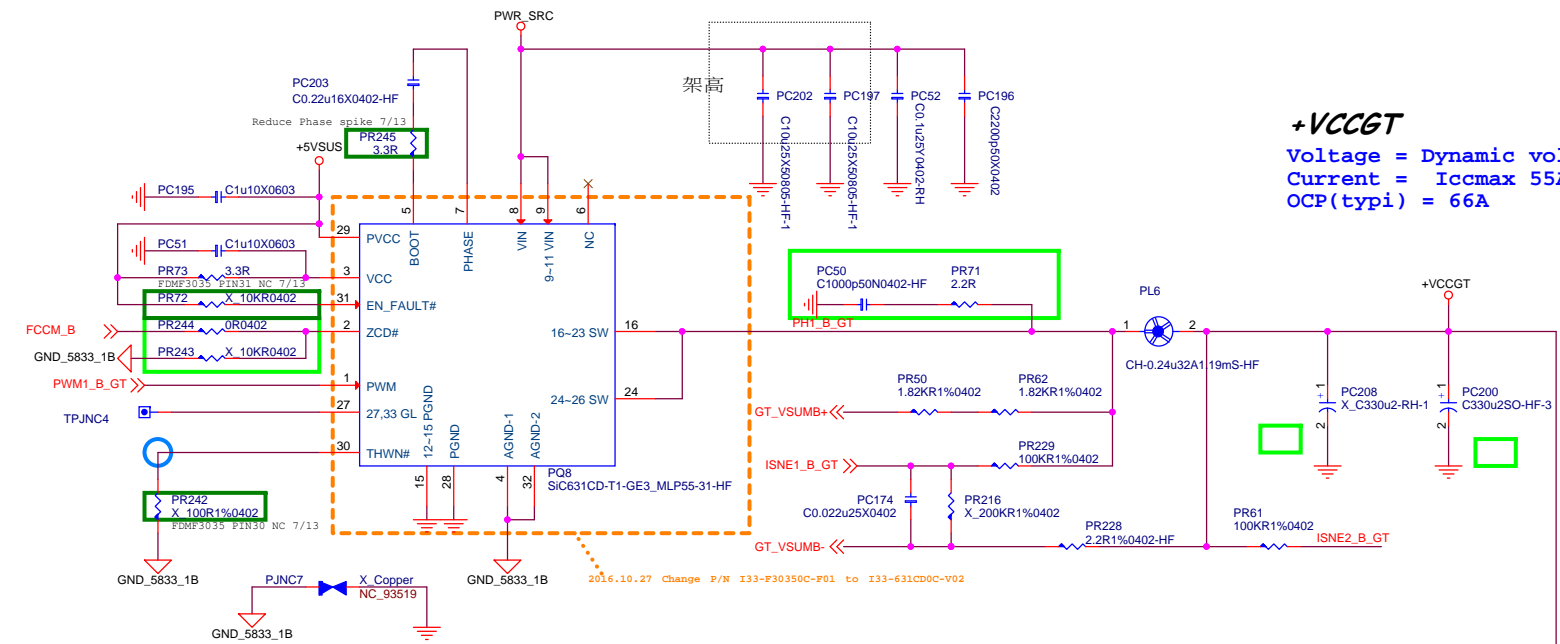 PWR_SRC
PC203
C0.22u16X0402-HF
Reduce Phase spike 7/13
PR245
3.3R
+5VSUS
架高
PC202
C10u25X50805-HF-1
PC197
C10u25X50805-HF-1
PC52
C0.1u25Y0402-RH
PC196
C2200p50X0402
+VCCGT
Voltage = Dynamic vol
Current = Iccmax 55A
OCP(typi) = 66A
PC195
C1u10X0603
PC51
C1u10X0603
PR73
3.3R
FDMF3035 PIN31 NC 7/13
PR72
X_10KR0402
FCCM_B
PR244
0R0402
GND_5833_1B
PR243
X_10KR0402
PWM1_B_GT
TPJNC4
PR242
X_100R1%0402
FDMF3035 PIN30 NC 7/13
GND_5833_1B
5
7
8
9
6
BOOT
PHASE
VIN
9~11 VIN
NC
29
PVCC
3
VCC
31
EN_FAULT#
2
ZCD#
1
PWM
27
27,33 GL
30
THWN#
16~23 SW
16
24~26 SW
24
12~15 PGND
PGND
AGND-1
AGND-2
15
28
4
32
PQ8
SiC631CD-T1-GE3_MLP55-31-HF
GND_5833_1B
2016.10.27 Change P/N I33-F30350C-F01 to I33-631CD0C-V02
PJNC7
X_Copper
NC_93519
GND_5833_1B
PC50
C1000p50N0402-HF
PR71
2.2R
PH1_B_GT
PL6
1
2
CH-0.24u32A1.19mS-HF
+VCCGT
PR50
1.82KR1%0402
PR62
1.82KR1%0402
GT_VSUMB+
PR229
100KR1%0402
ISNE1_B_GT
PC174
C0.022u25X0402
PR216
X_200KR1%0402
GT_VSUMB-
PR228
2.2R1%0402-HF
PR61
100KR1%0402
ISNE2_B_GT
+ 1
PC208
X_C330u2-RH-1
2
+ 1
PC200
C330u2SO-HF-3
2